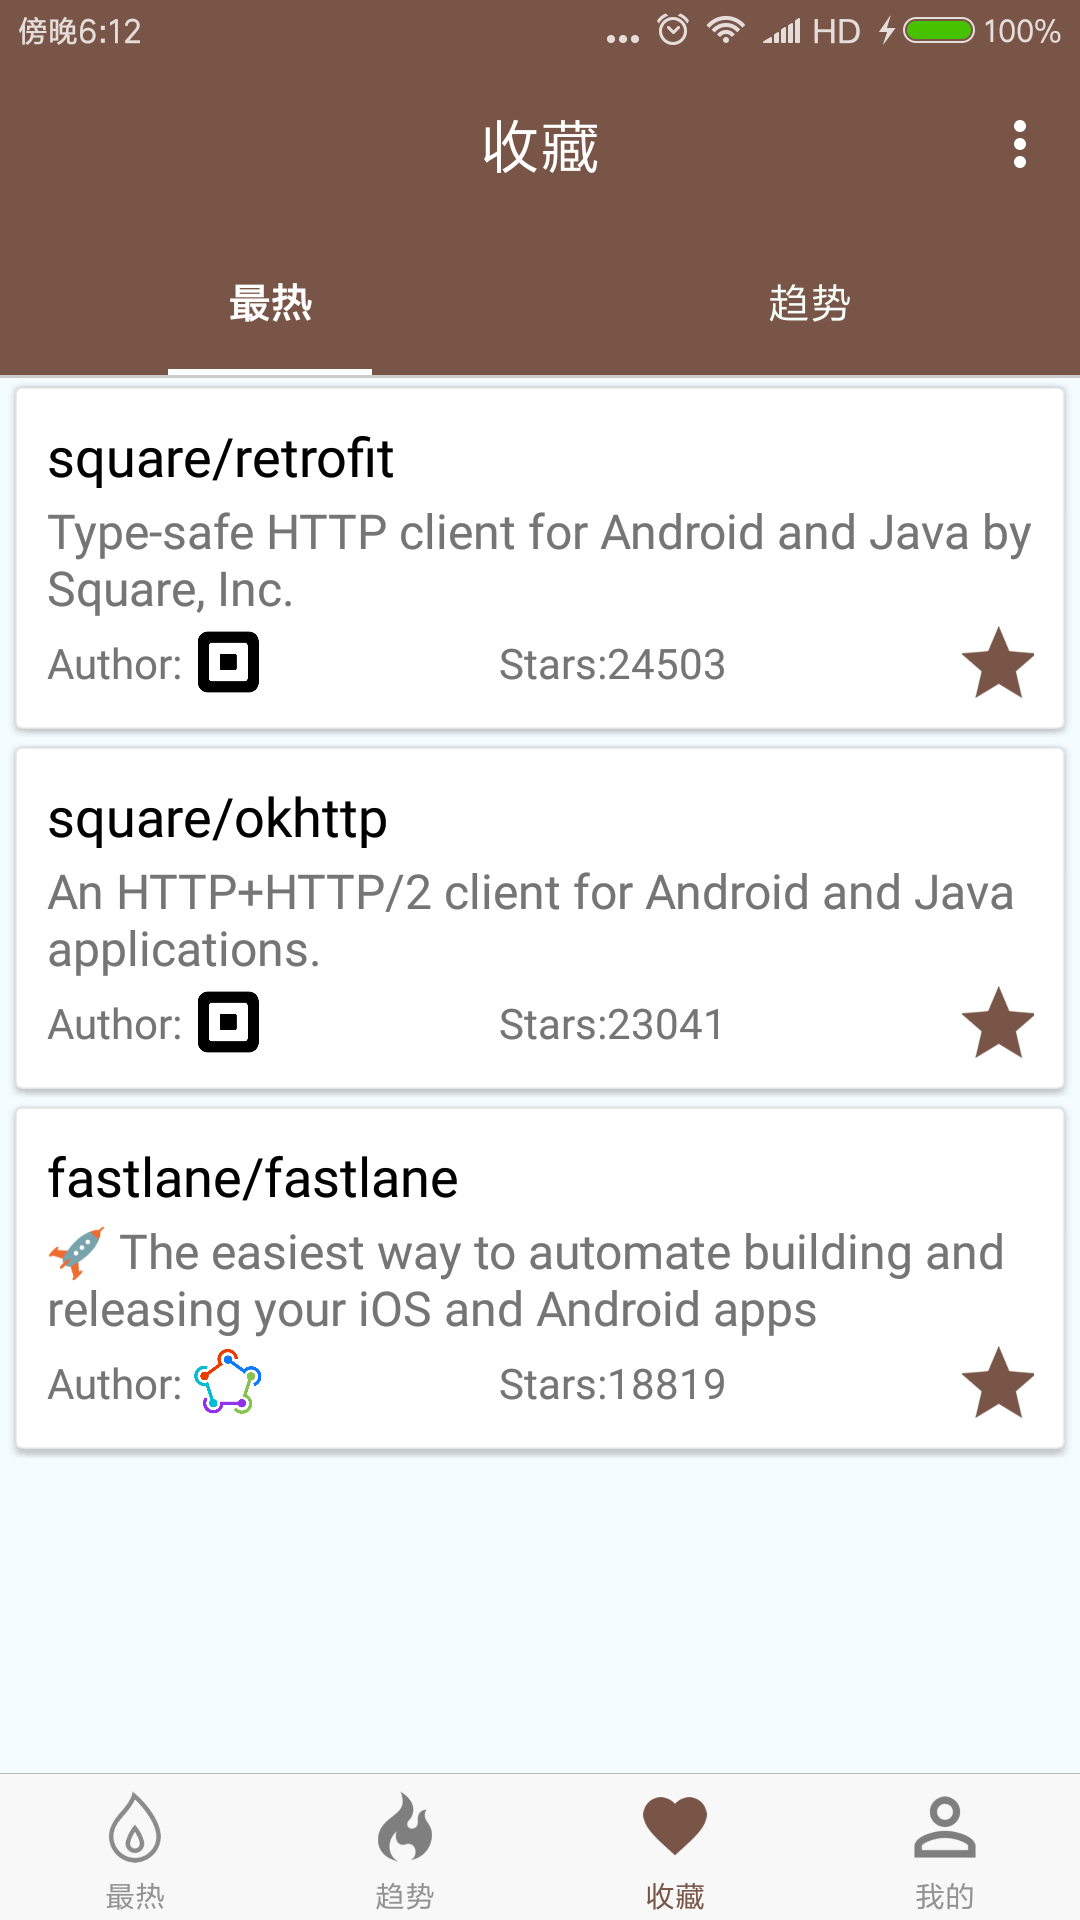 傍晚6:12
HD
100%
收藏
最热
趋势
square/retrofit
Type-safe HTTP client for Android and Java by
Square, Inc.
Author:
Stars:24503
square/okhttp
An HTTP+HTTP/2 client for Android and Java
applications.
Author:
Stars:23041
fastlane/fastlane
🚀 The easiest way to automate building and
releasing your iOS and Android apps
Author:
Stars:18819
最热
趋势
收藏
我的